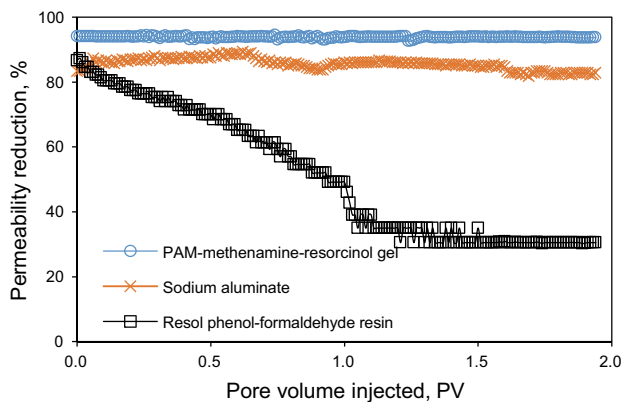 100
80
60
40
20
0
Permeability reduction, %
PAM-methenamine-resorcinol gel
Sodium aluminate
Resol phenol-formaldehyde resin
0.0 0.5 1.0 1.5 2.0
Pore volume injected, PV